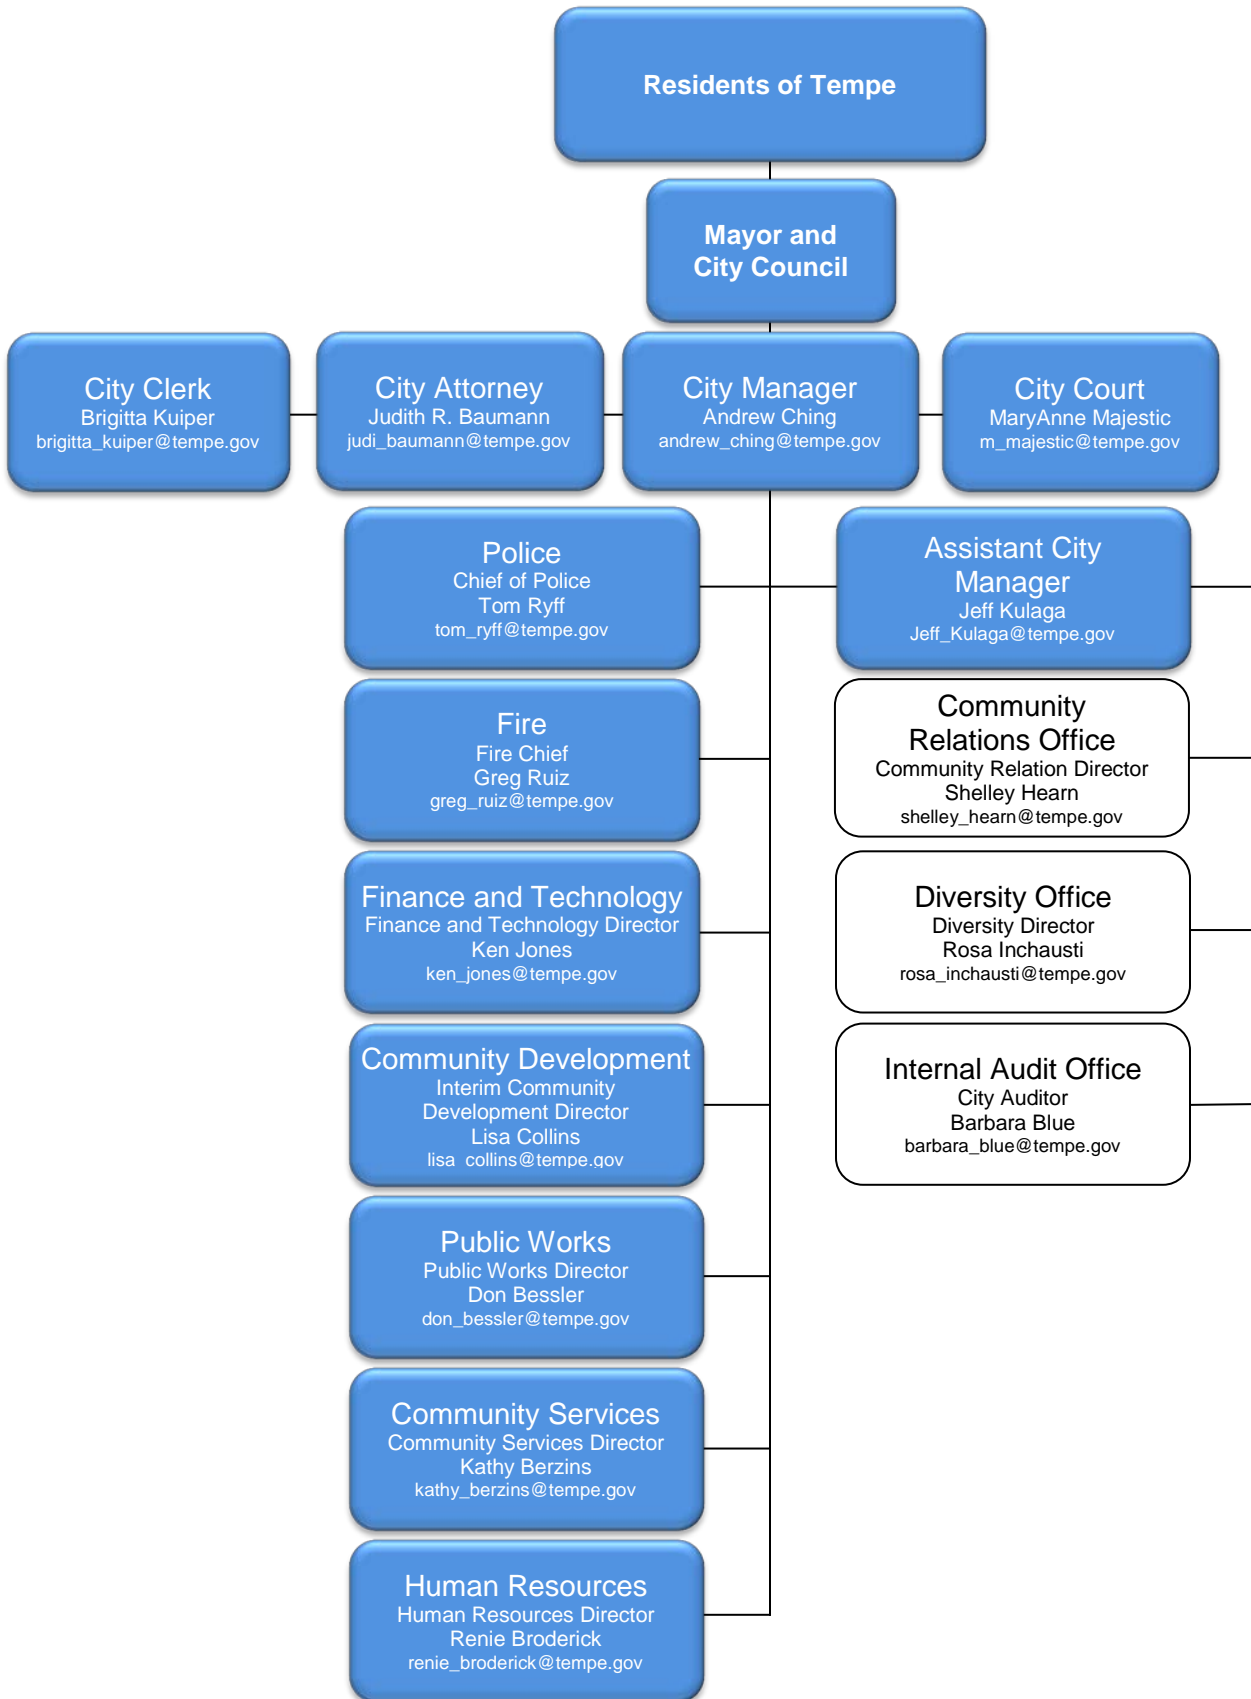 Residents of Tempe
Mayor and
City Council
City Clerk
Brigitta Kuiper
brigitta_kuiper@tempe.gov
City Attorney
Judith R. Baumann
judi_baumann@tempe.gov
City Manager
Andrew Ching
andrew_ching@tempe.gov
City Court
MaryAnne Majestic
m_majestic@tempe.gov
Police
Chief of Police
Tom Ryff
tom_ryff@tempe.gov
Assistant City
Manager
Jeff Kulaga
Jeff_Kulaga@tempe.gov
Fire
Fire Chief
Greg Ruiz
greg_ruiz@tempe.gov
Community
Relations Office
Community Relation Director
Shelley Hearn
shelley_hearn@tempe.gov
Finance and Technology
Finance and Technology Director
Ken Jones
ken_jones@tempe.gov
Diversity Office
Diversity Director
Rosa Inchausti
rosa_inchausti@tempe.gov
Community Development
Interim Community
Development Director
Lisa Collins
lisa_collins@tempe.gov
Internal Audit Office
City Auditor
Barbara Blue
barbara_blue@tempe.gov
Public Works
Public Works Director
Don Bessler
don_bessler@tempe.gov
Community Services
Community Services Director
Kathy Berzins
kathy_berzins@tempe.gov
Human Resources
Human Resources Director
Renie Broderick
renie_broderick@tempe.gov